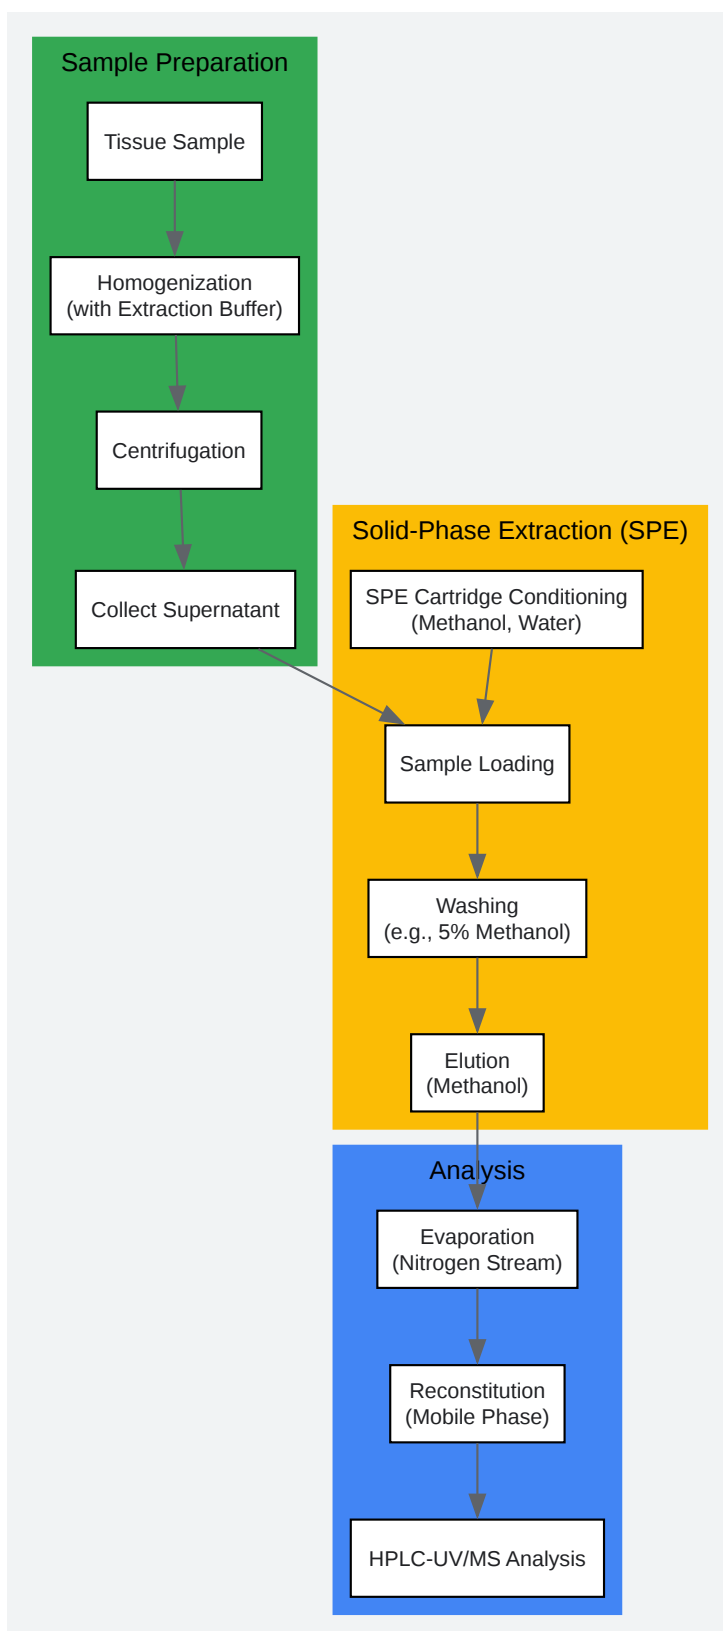 Sample Preparation
Tissue Sample
Homogenization
(with Extraction Buffer)
Centrifugation
Collect Supernatant
Solid-Phase Extraction (SPE)
SPE Cartridge Conditioning
(Methanol, Water)
Sample Loading
Washing
(e.g., 5% Methanol)
Elution
(Methanol)
Analysis
Evaporation
(Nitrogen Stream)
Reconstitution
(Mobile Phase)
HPLC-UV/MS Analysis